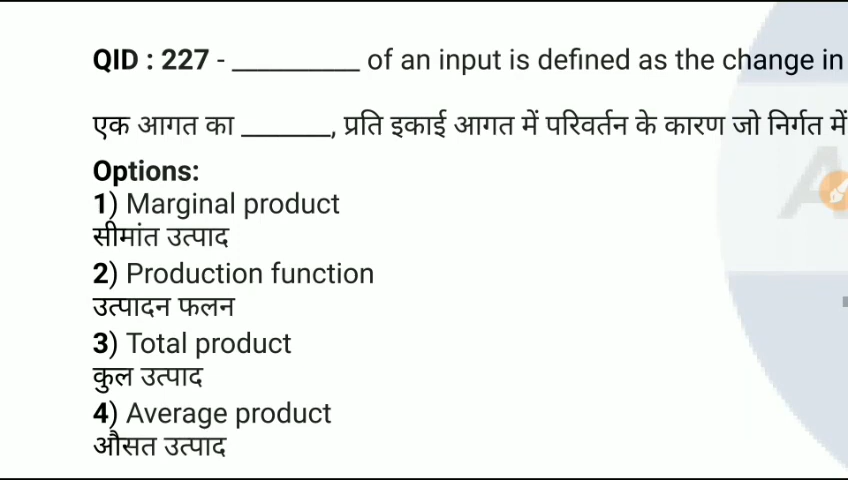 QID : 227 - __________ of an input is defined as the change in
एक आगत का _______, प्रति इकाई आगत में परिवर्तन के कारण जो निर्गत में
Options:
1) Marginal product
सीमांत उत्पाद
2) Production function
उत्पादन फलन
3) Total product
कुल उत्पाद
4) Average product
औसत उत्पाद